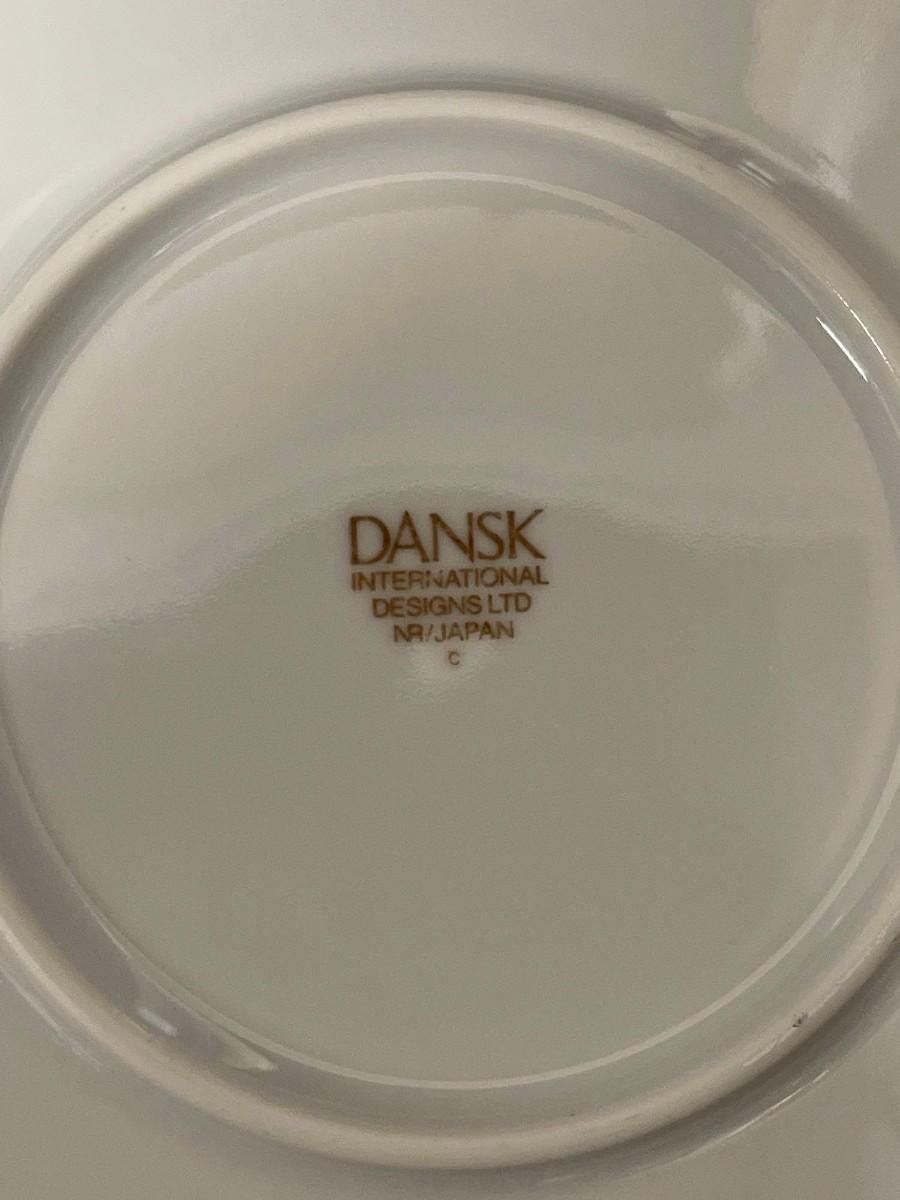 DANSK
INTERNATIONAL
DESIGNS LTD
NR/JAPAN
C